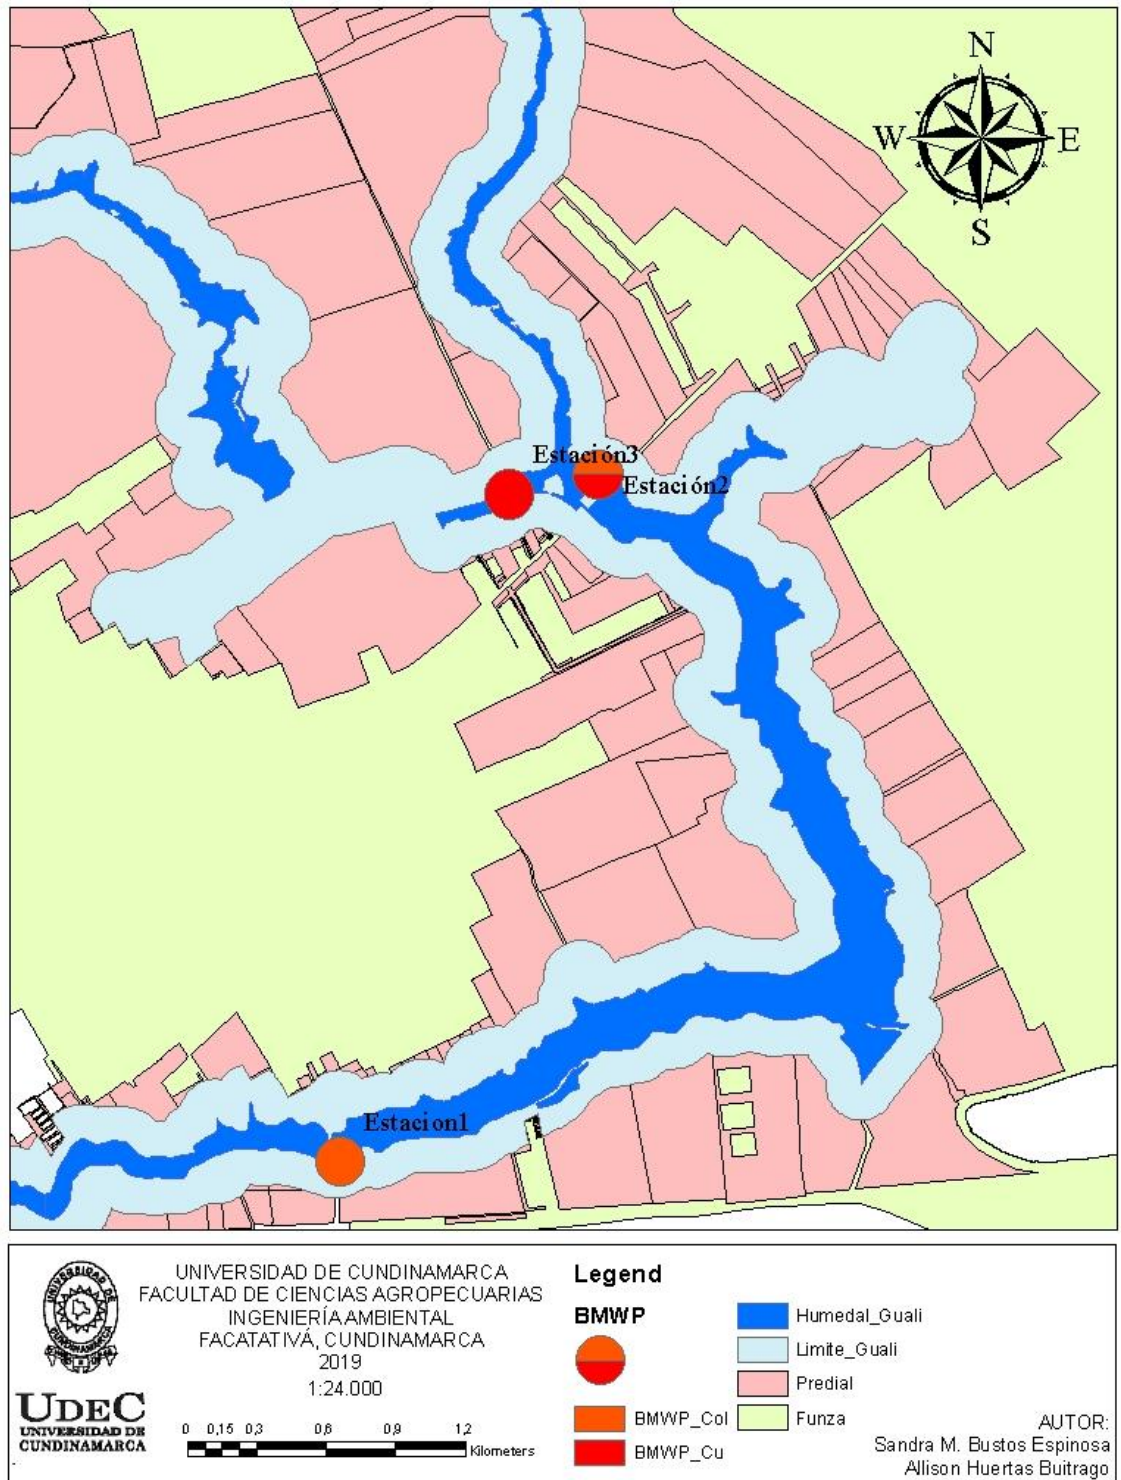 N
W
E
S
Estación3
Estación2
Estacion1
UNIVERSIDAD DE CUNDINAMARCA
FACULTAD DE CIENCIAS AGROPECUARIAS
INGENIERÍA AMBIENTAL
FACATATIVÁ, CUNDINAMARCA
2019
1:24.000
UDEC
UNIVERSIDAD DE
CUNDINAMARCA
0 0,15 0,3 0,6 0,9 1,2
Kilometers
Legend
BMWP
BMWP_Col
BMWP_Cu
Humedal_Guali
Limite_Guali
Predial
Funza
AUTOR:
Sandra M. Bustos Espinosa
Allison Huertas Buitrago